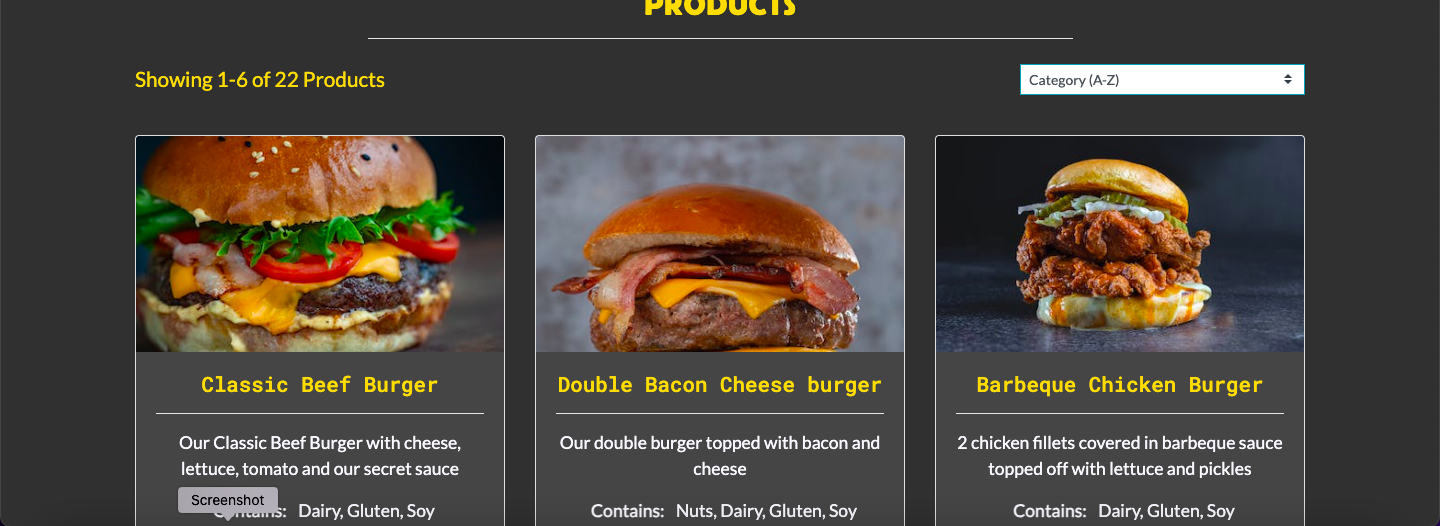 PRODUCTS
Showing 1-6 of 22 Products
Category (A-Z)
Classic Beef Burger
Our Classic Beef Burger with cheese,
lettuce, tomato and our secret sauce
Screenshot
Contains: Dairy, Gluten, Soy
Double Bacon Cheese burger
Our double burger topped with bacon and
cheese
Contains: Nuts, Dairy, Gluten, Soy
Barbeque Chicken Burger
2 chicken fillets covered in barbeque sauce
topped off with lettuce and pickles
Contains: Dairy, Gluten, Soy